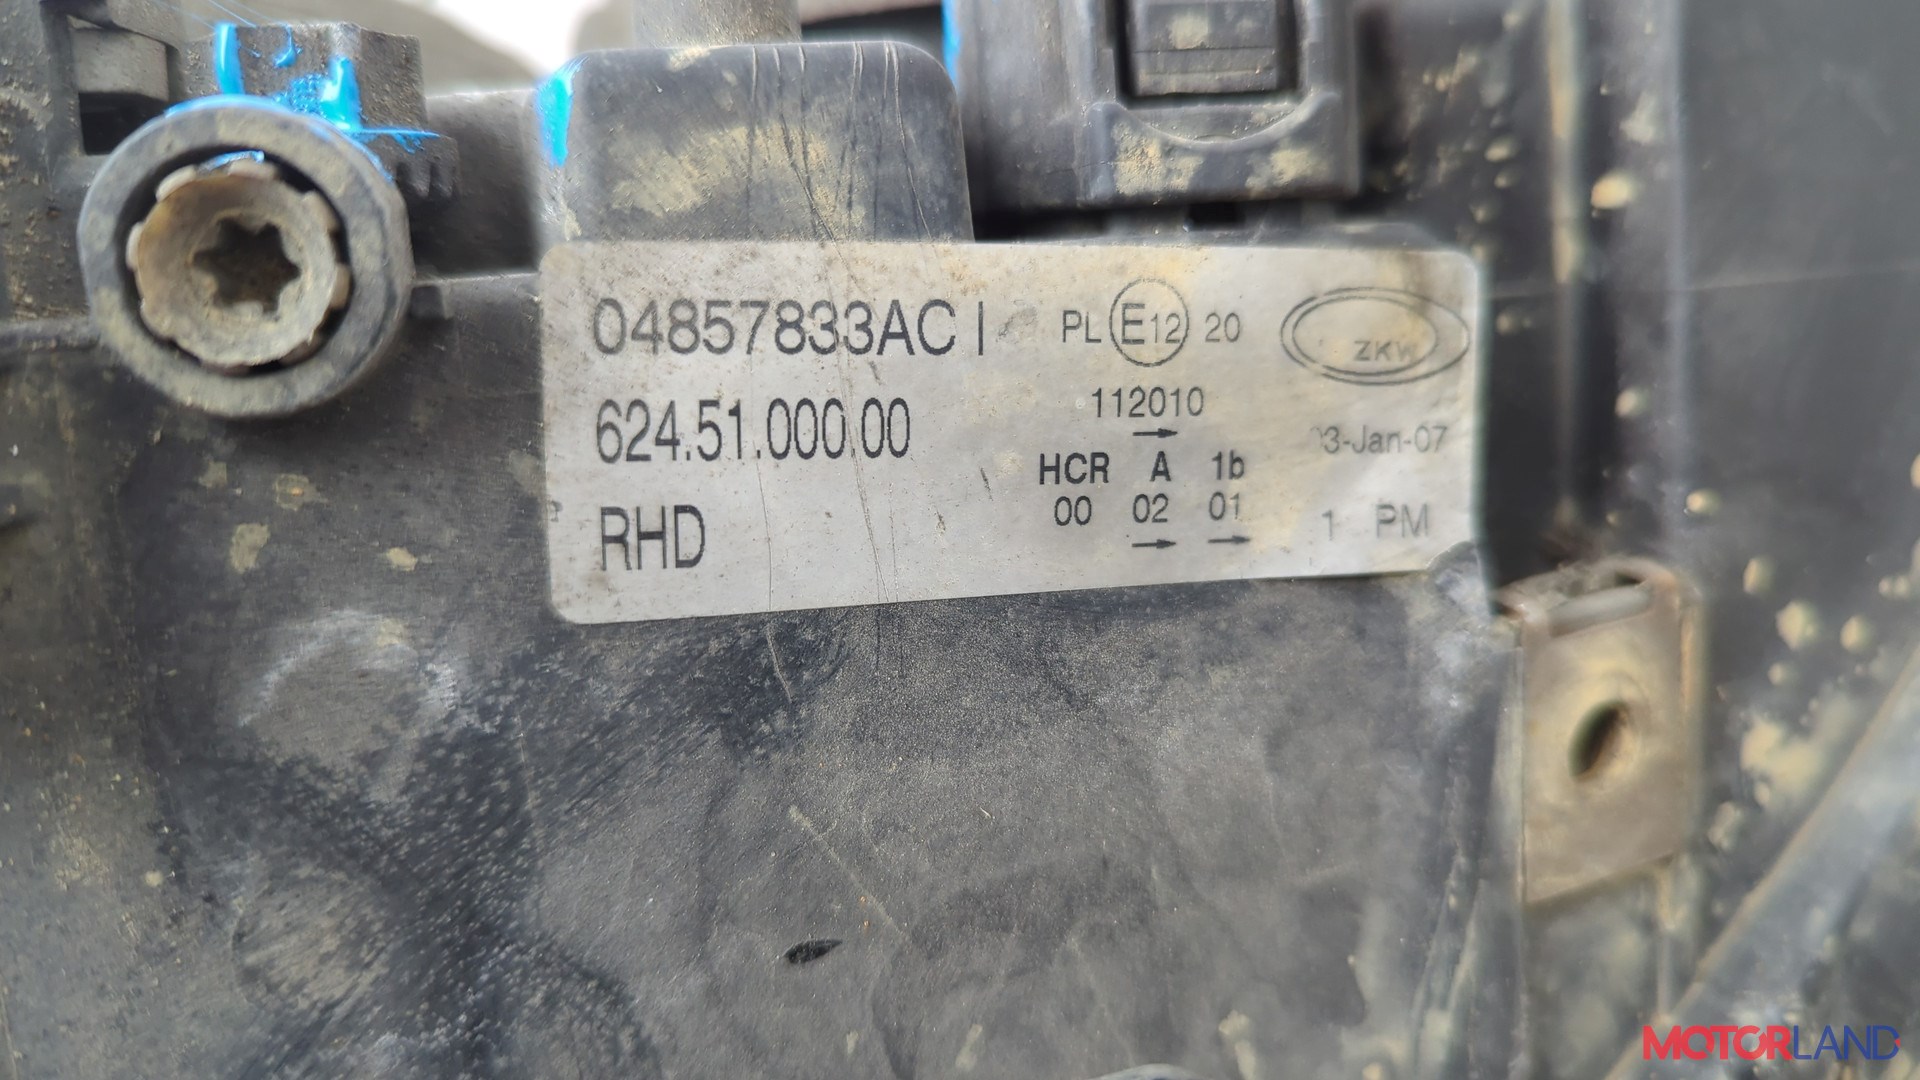 04857833AC I
624.51.000.00
RHD
PL E12 20
112010
HCR A 1b
00 02 01
ZKW
3-Jan-07
1 PM
MOTORLAND